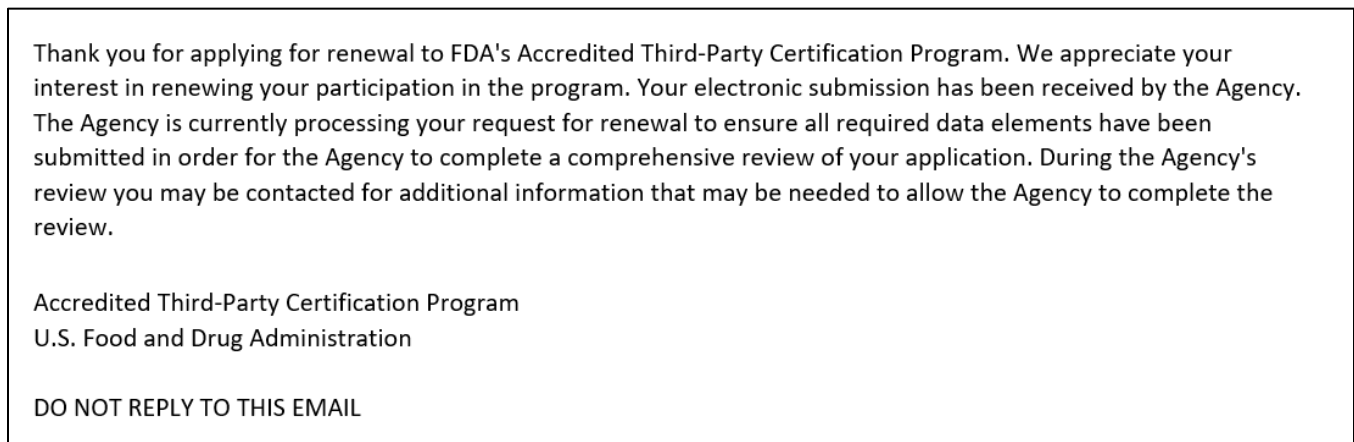 Thank you for applying for renewal to FDA's Accredited Third-Party Certification Program. We appreciate your
interest in renewing your participation in the program. Your electronic submission has been received by the Agency.
The Agency is currently processing your request for renewal to ensure all required data elements have been
submitted in order for the Agency to complete a comprehensive review of your application. During the Agency's
review you may be contacted for additional information that may be needed to allow the Agency to complete the
review.
Accredited Third-Party Certification Program
U.S. Food and Drug Administration
DO NOT REPLY TO THIS EMAIL